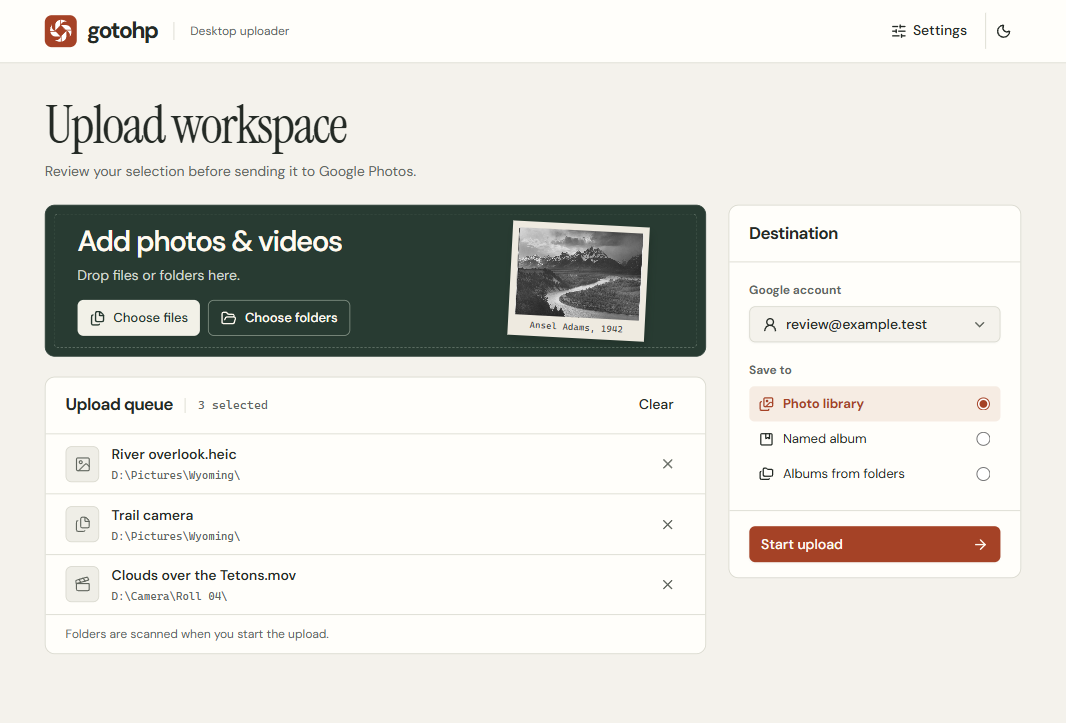 gotohp
Desktop uploader
Settings
Upload workspace
Review your selection before sending it to Google Photos.
Add photos & videos
Drop files or folders here.
Choose files
Choose folders
Ansel Adams, 1942
Upload queue
3 selected
Clear
River overlook.heic
D:\Pictures\Wyoming\
Trail camera
D:\Pictures\Wyoming\
Clouds over the Tetons.mov
D:\Camera\Roll 04\
Folders are scanned when you start the upload.
Destination
Google account
review@example.test
Save to
Photo library
Named album
Albums from folders
Start upload